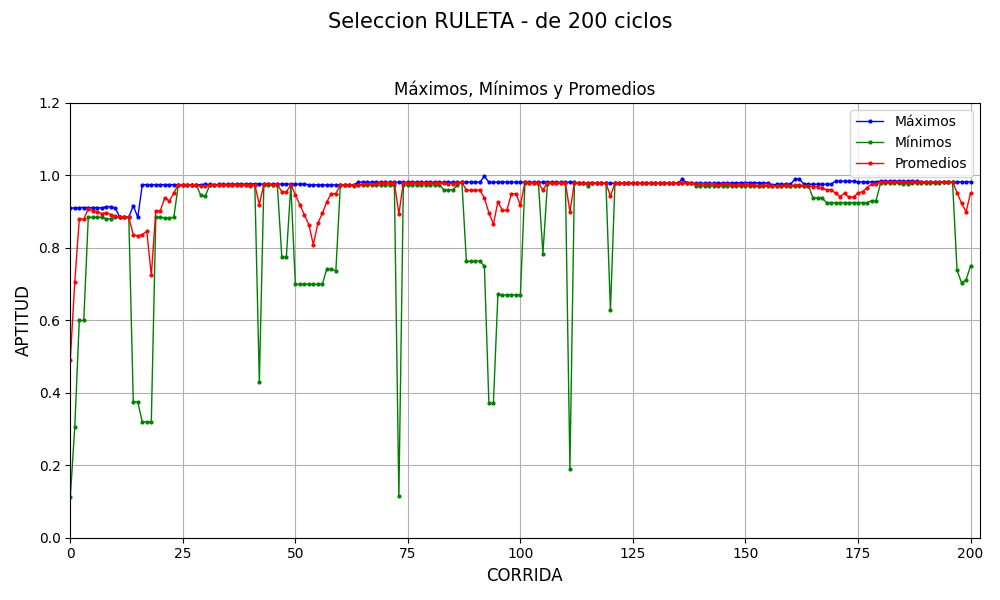 Seleccion RULETA - de 200 ciclos
Máximos, Mínimos y Promedios
1.2
1.0
0.8
0.6
0.4
0.2
0.0
APTITUD
Máximos
Mínimos
Promedios
0 25 50 75 100 125 150 175 200
CORRIDA